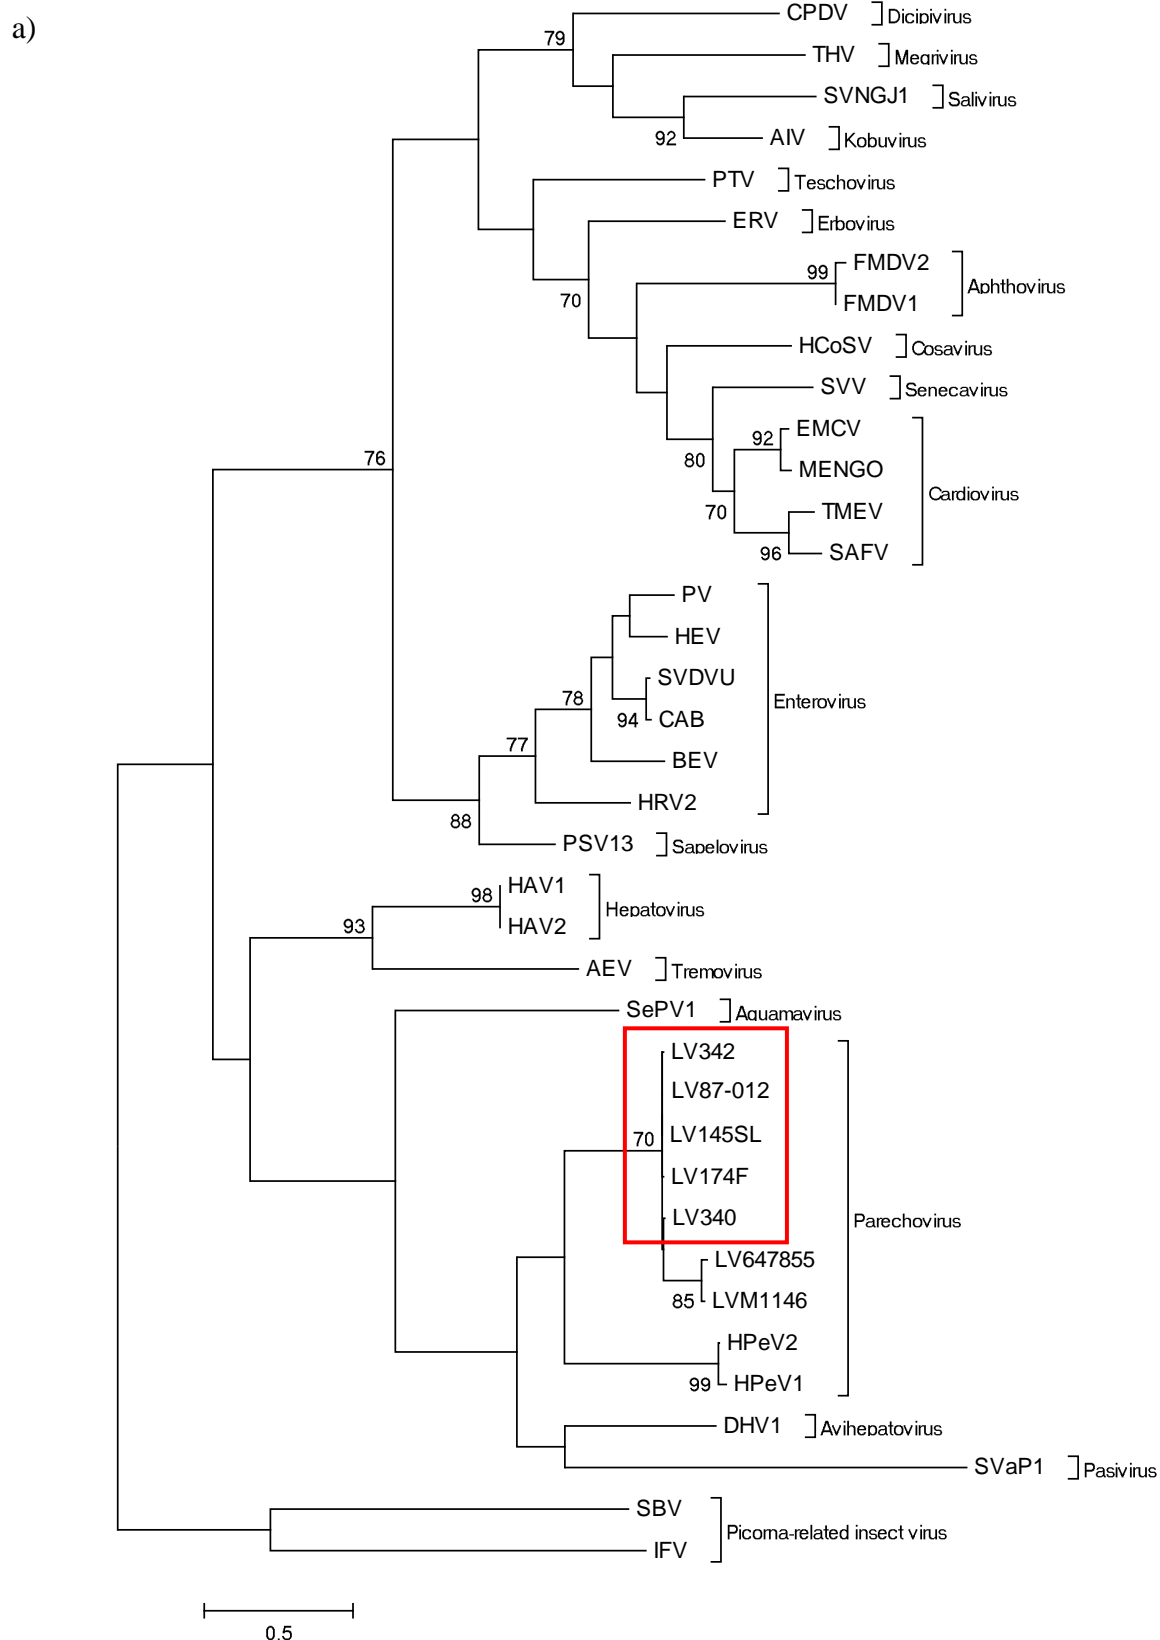 a)
CPDV Dicipivirus
79
THV Megrivirus
SVNGJ1 Salivirus
92 AIV Kobuvirus
PTV Teschovirus
ERV Erbovirus
FMDV2
99
Aphthovirus
70 FMDV1
HCoSV Cosavirus
SVV Senecavirus
EMCV
92
76 80 MENGO
Cardiovirus
70 TMEV
96 SAFV
PV
HEV
SVDVU
78 Enterovirus
94 CAB
77
BEV
HRV2
88
PSV13 Sapelovirus
HAV1
98
Hepatovirus
93 HAV2
AEV Tremovirus
SePV1 Aquamavirus
LV342
LV87-012
70 LV145SL
LV174F
LV340 Parechovirus
LV647855
85 LVM1146
HPeV2
99 HPeV1
DHV1 Avihepatovirus
SVaP1 Pasivirus
SBV
Picorna-related insect virus
IFV
0.5